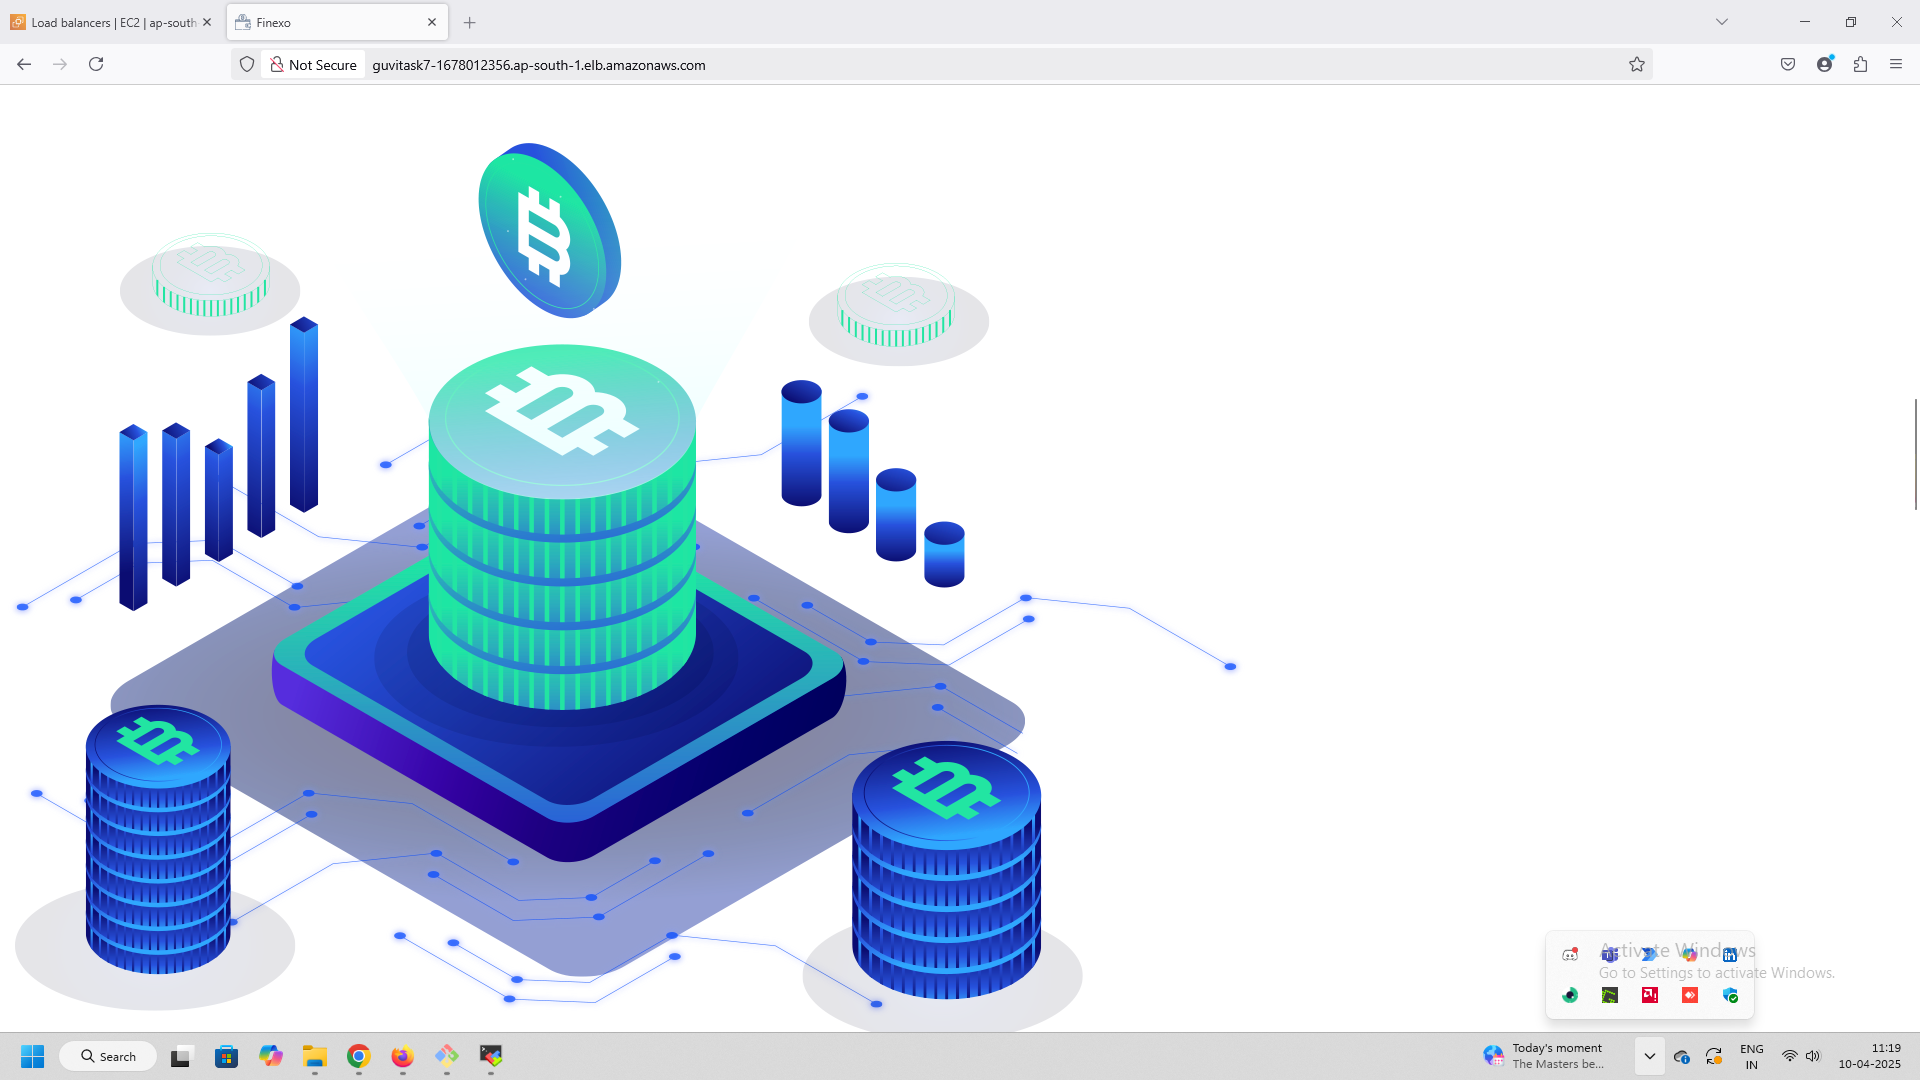 Load balancers | EC2 | ap-south
Finexo
Not Secure
guvitask7-1678012356.ap-south-1.elb.amazonaws.com
Activate Windows
Go to Settings to activate Windows.
Search
Today's moment
The Masters be...
ENG
IN
11:19
10-04-2025